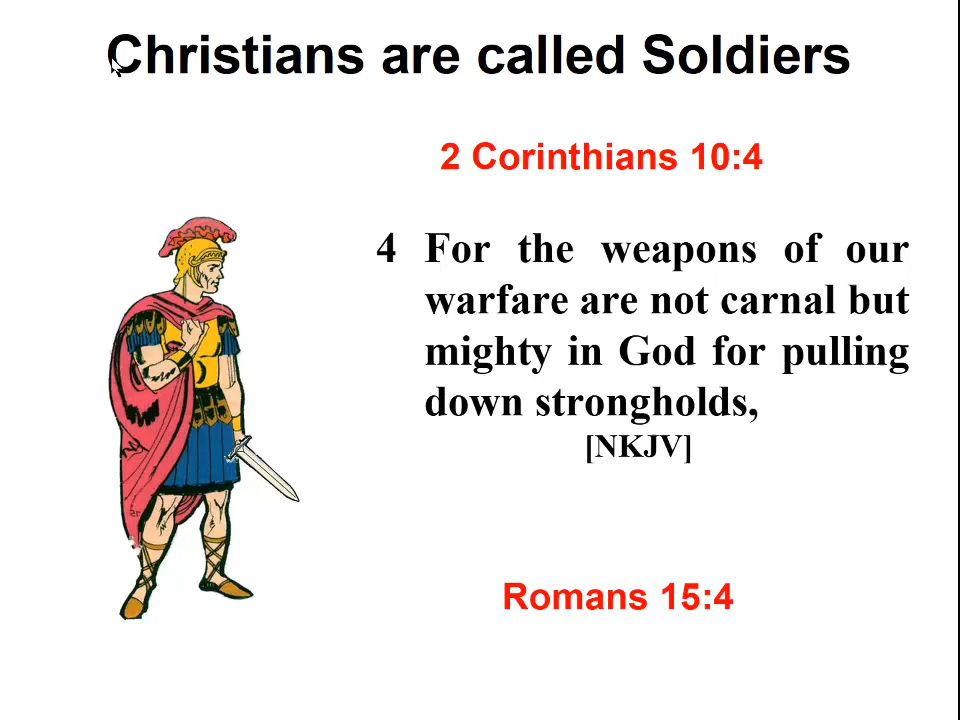 Christians are called Soldiers
2 Corinthians 10:4
4 For the weapons of our
warfare are not carnal but
mighty in God for pulling
down strongholds,
[NKJV]
Romans 15:4